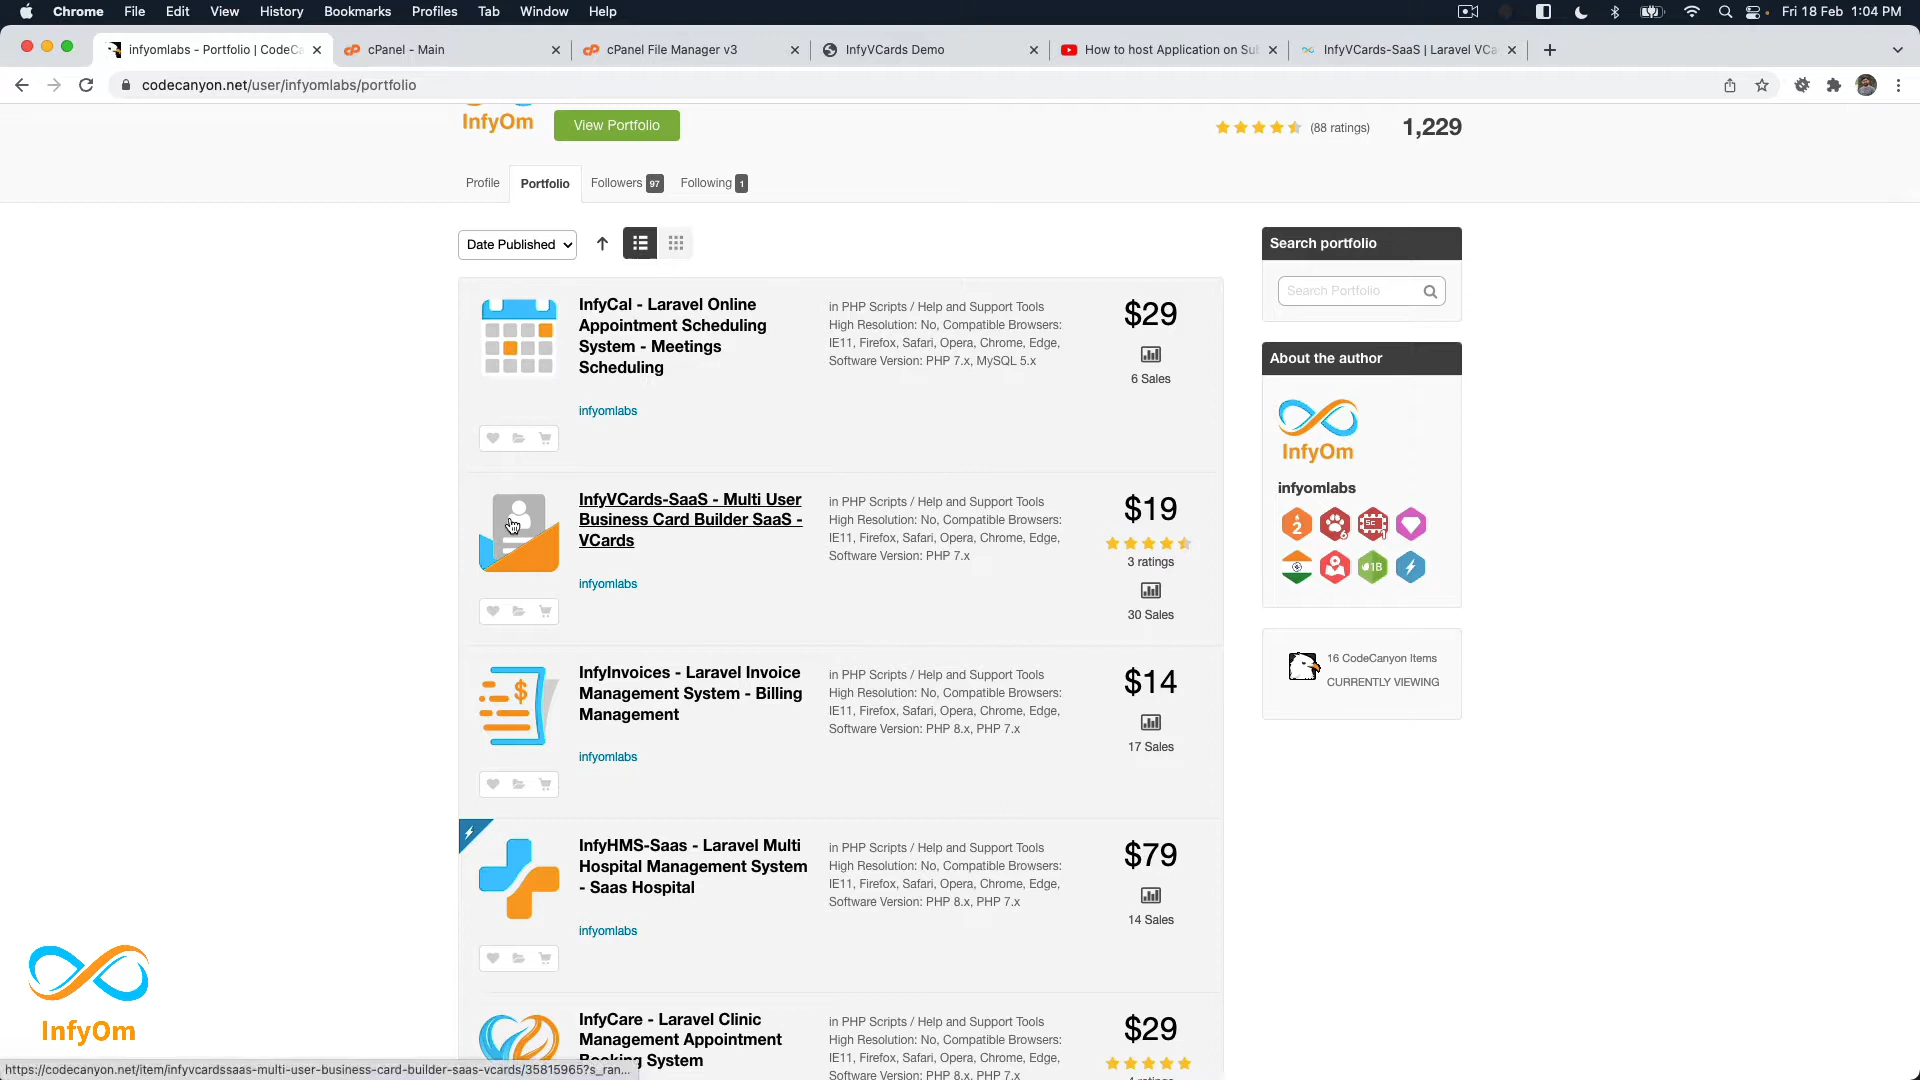 Chrome File Edit View History Bookmarks Profiles Tab Window Help
Fri 18 Feb 1:04 PM
infyomlabs - Portfolio | CodeCa
cPanel - Main
cPanel File Manager v3
InfyVCards Demo
How to host Application on Sub
InfyVCards-SaaS | Laravel VCa
codecanyon.net/user/infyomlabs/portfolio
InfyOm
View Portfolio
(88 ratings)
1,229
Profile
Portfolio
Followers 97
Following 1
Date Published
InfyCal - Laravel Online
Appointment Scheduling
System - Meetings
Scheduling
infyomlabs
in PHP Scripts / Help and Support Tools
High Resolution: No, Compatible Browsers:
IE11, Firefox, Safari, Opera, Chrome, Edge,
Software Version: PHP 7.x, MySQL 5.x
$29
6 Sales
InfyVCards-SaaS - Multi User
Business Card Builder SaaS -
VCards
infyomlabs
in PHP Scripts / Help and Support Tools
High Resolution: No, Compatible Browsers:
IE11, Firefox, Safari, Opera, Chrome, Edge,
Software Version: PHP 7.x
$19
3 ratings
30 Sales
InfyInvoices - Laravel Invoice
Management System - Billing
Management
infyomlabs
in PHP Scripts / Help and Support Tools
High Resolution: No, Compatible Browsers:
IE11, Firefox, Safari, Opera, Chrome, Edge,
Software Version: PHP 8.x, PHP 7.x
$14
17 Sales
InfyHMS-Saas - Laravel Multi
Hospital Management System
- Saas Hospital
infyomlabs
in PHP Scripts / Help and Support Tools
High Resolution: No, Compatible Browsers:
IE11, Firefox, Safari, Opera, Chrome, Edge,
Software Version: PHP 8.x, PHP 7.x
$79
14 Sales
InfyCare - Laravel Clinic
Management Appointment
Booking System
in PHP Scripts / Help and Support Tools
High Resolution: No, Compatible Browsers:
IE11, Firefox, Safari, Opera, Chrome, Edge,
Software Version: PHP 8.x, PHP 7.x
$29
Search portfolio
Search Portfolio
About the author
InfyOm
infyomlabs
2
Sc
1
1B
16 CodeCanyon Items
CURRENTLY VIEWING
InfyOm
https://codecanyon.net/item/infyvcardssaas-multi-user-business-card-builder-saas-vcards/35815965?s_ran...